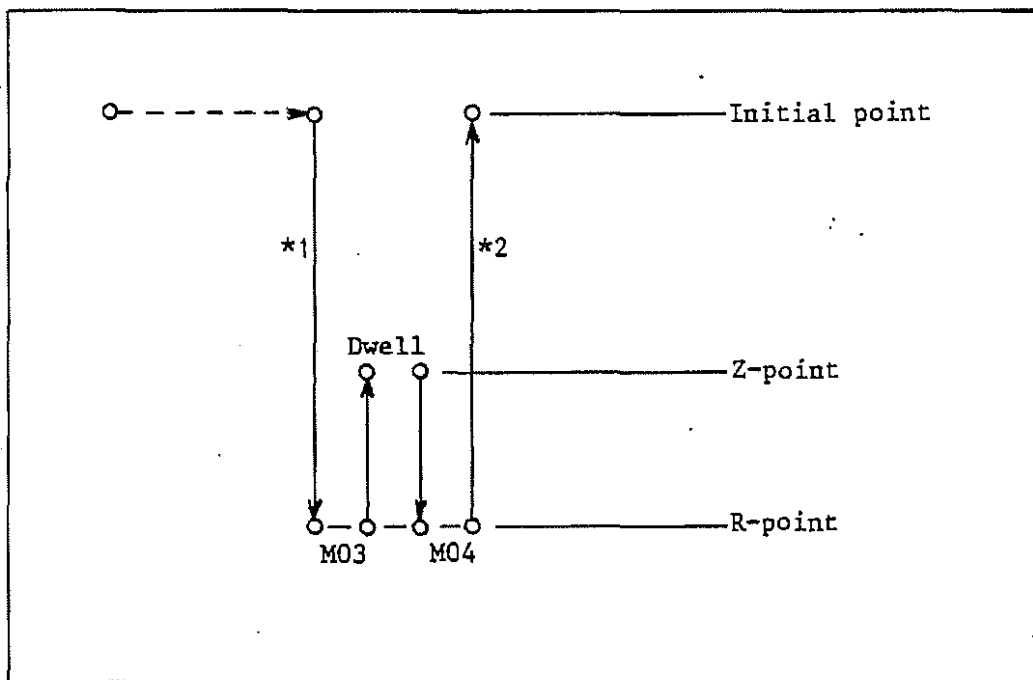 Initial point
*1
*2
Dwell
Z-point
R-point
M03
M04